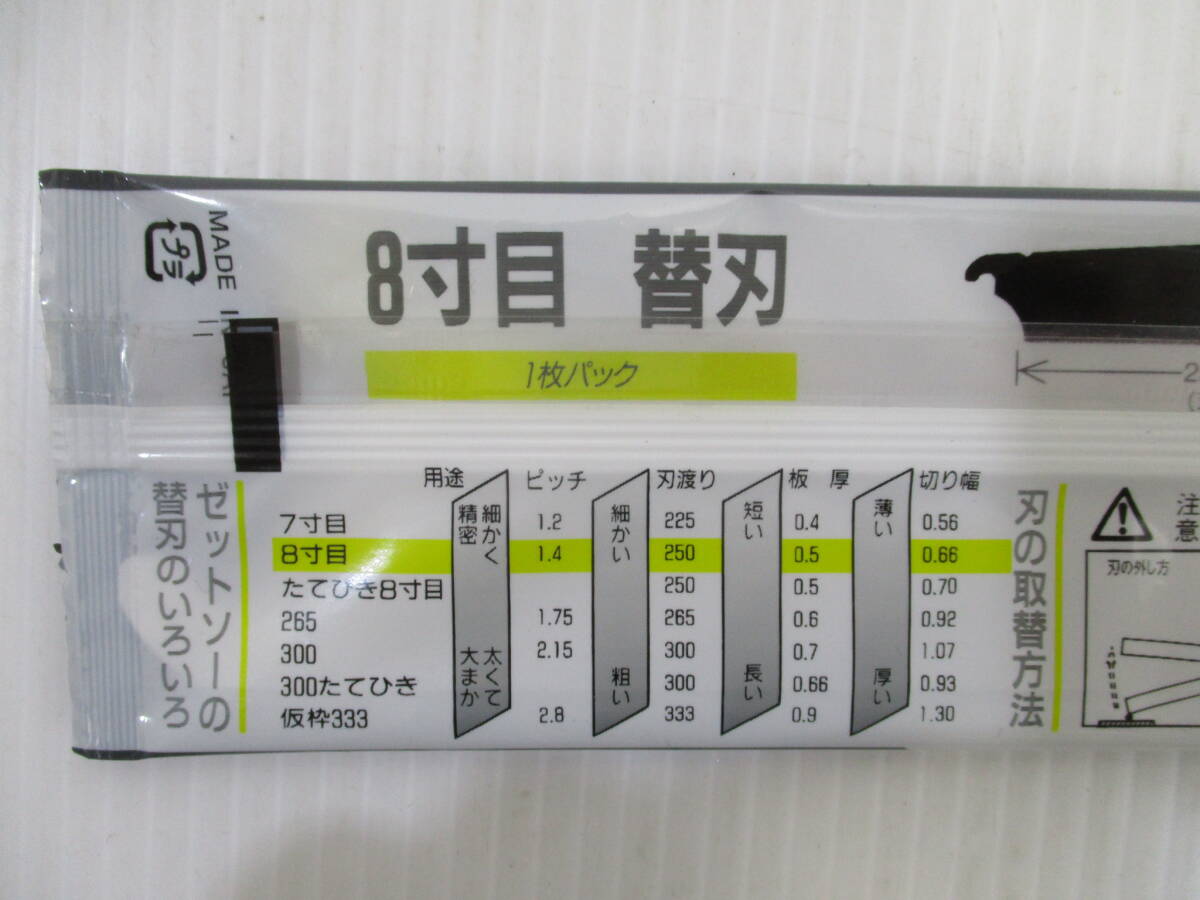 プラ
MADE IN
8寸目 替刃
1枚パック
2
ゼットソーの
替刃のいろいろ
用途 ピッチ 刃渡り 板厚 切り幅
細かく
精密
太くて
大まか
細かい
粗い
短い
長い
薄い
厚い
7寸目 1.2 225 0.4 0.56
8寸目 1.4 250 0.5 0.66
たてびき8寸目 250 0.5 0.70
265 1.75 265 0.6 0.92
300 2.15 300 0.7 1.07
300たてひき 300 0.66 0.93
仮枠333 2.8 333 0.9 1.30
刃の取替方法
注意
刃の外し方